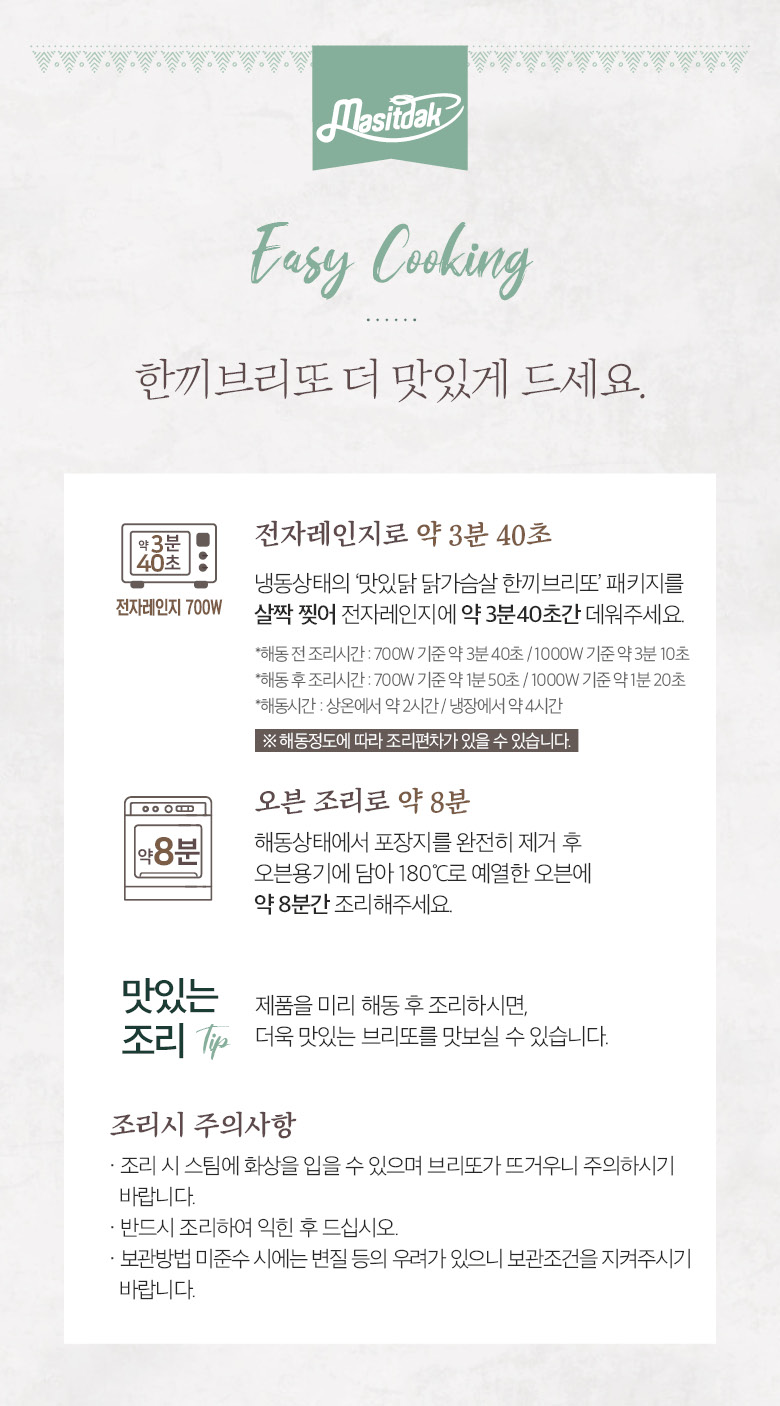 Masitdak
Easy Cooking
한끼브리또 더 맛있게 드세요.
약 3분
40초
전자레인지 700W
전자레인지로 약 3분 40초
냉동상태의 '맛있닭 닭가슴살 한끼브리또' 패키지를
살짝 찢어 전자레인지에 약 3분40초간 데워주세요.
*해동 전 조리시간 : 700W 기준 약 3분 40초 / 1000W 기준 약 3분 10초
*해동 후 조리시간 : 700W 기준 약 1분 50초 / 1000W 기준 약 1분 20초
*해동시간 : 상온에서 약 2시간 / 냉장에서 약 4시간
※ 해동정도에 따라 조리편차가 있을 수 있습니다.
약8분
오븐 조리로 약 8분
해동상태에서 포장지를 완전히 제거 후
오븐용기에 담아 180℃로 예열한 오븐에
약 8분간 조리해주세요.
맛있는
조리 Tip
제품을 미리 해동 후 조리하시면,
더욱 맛있는 브리또를 맛보실 수 있습니다.
조리시 주의사항
· 조리 시 스팀에 화상을 입을 수 있으며 브리또가 뜨거우니 주의하시기
바랍니다.
· 반드시 조리하여 익힌 후 드십시오.
· 보관방법 미준수 시에는 변질 등의 우려가 있으니 보관조건을 지켜주시기
바랍니다.